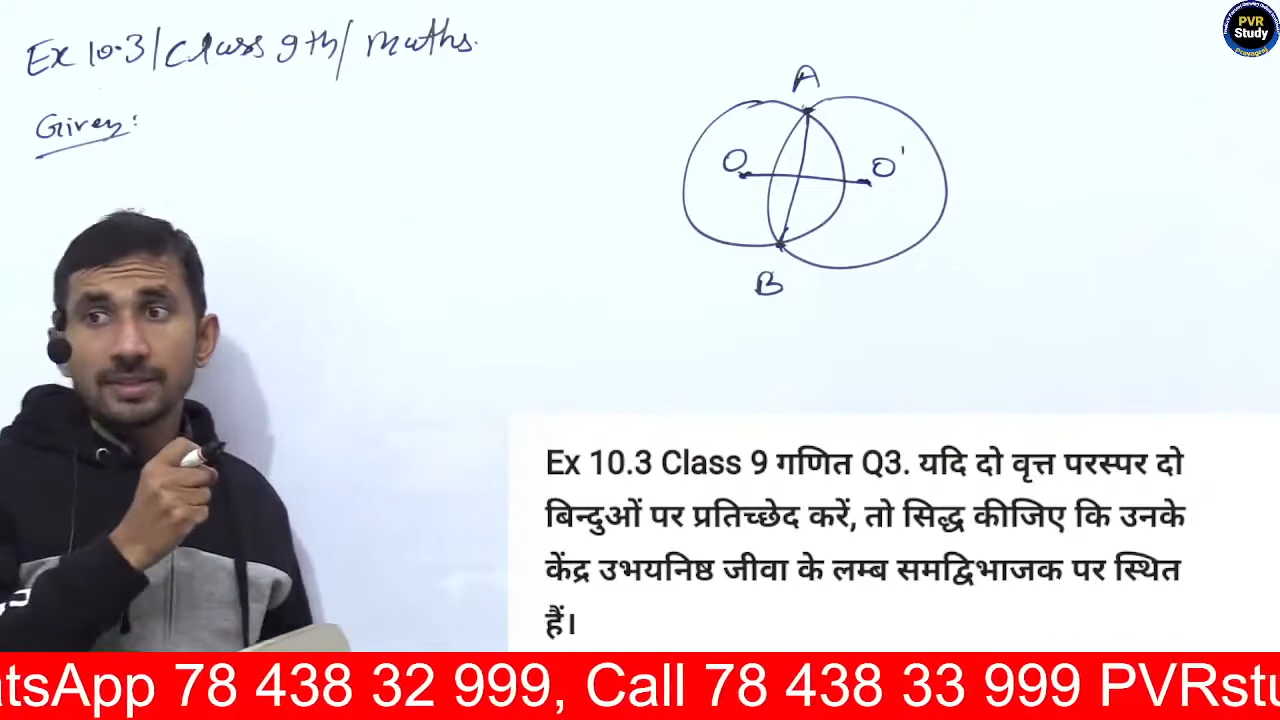 Ex 10.3/Class 9th/Maths.
Given:
A
O
O'
B
PVR
Study
Prayagraj
Ex 10.3 Class 9 गणित Q3. यदि दो वृत्त परस्पर दो
बिन्दुओं पर प्रतिच्छेद करें, तो सिद्ध कीजिए कि उनके
केंद्र उभयनिष्ठ जीवा के लम्ब समद्विभाजक पर स्थित
हैं।
atsApp 78 438 32 999, Call 78 438 33 999 PVRstu